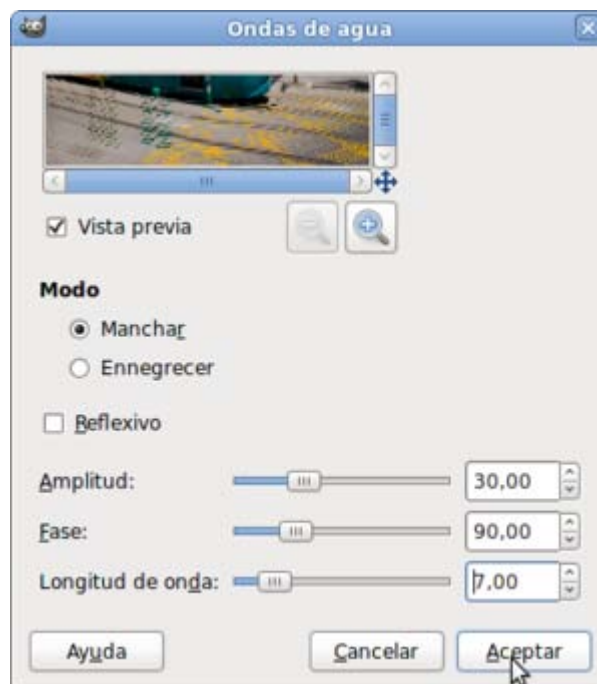 Ondas de agua
Vista previa
Modo
Manchar
Ennegrecer
Reflexivo
Amplitud: 30,00
Fase: 90,00
Longitud de onda: 7,00
Ayuda Cancelar Aceptar